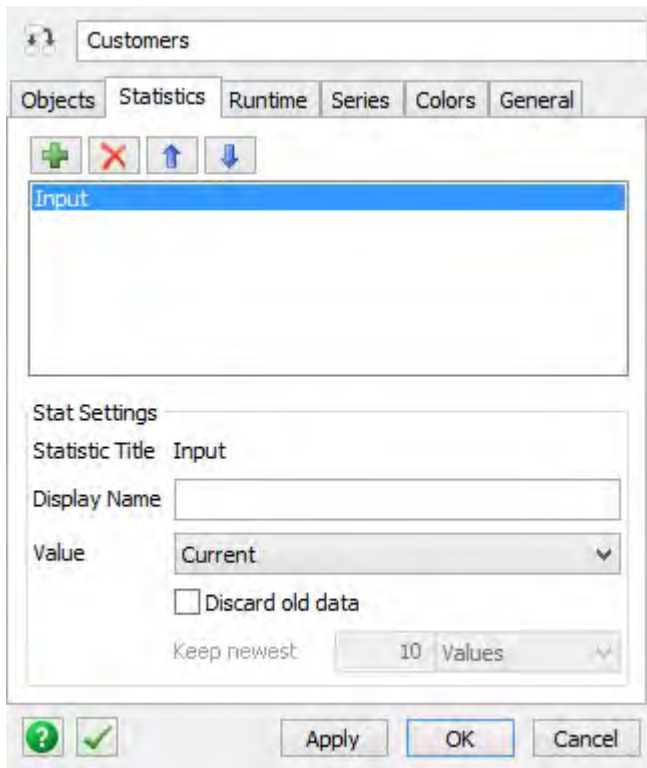 Customers
Objects Statistics Runtime Series Colors General
Input
Stat Settings
Statistic Title Input
Display Name
Value Current
Discard old data
Keep newest 10 Values
? Apply OK Cancel